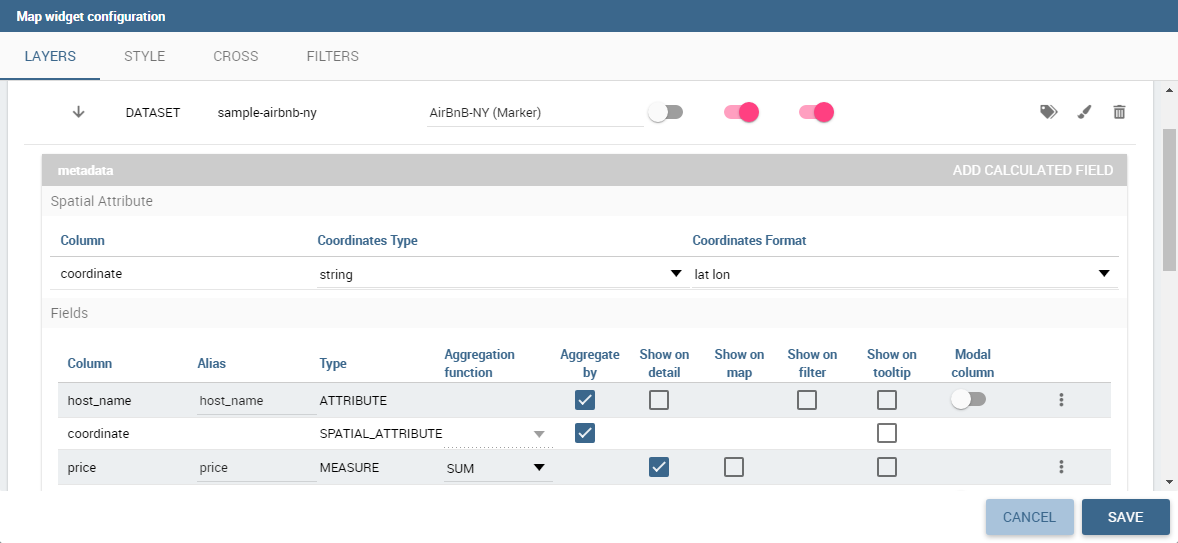 Map widget configuration
LAYERS STYLE CROSS FILTERS
DATASET sample-airbnb-ny AirBnB-NY (Marker)
metadata ADD CALCULATED FIELD
Spatial Attribute
Column Coordinates Type Coordinates Format
coordinate string lat lon
Fields
Column Alias Type Aggregation function Aggregate by Show on detail Show on map Show on filter Show on tooltip Modal column
host_name host_name ATTRIBUTE
coordinate SPATIAL_ATTRIBUTE
price price MEASURE SUM
CANCEL SAVE